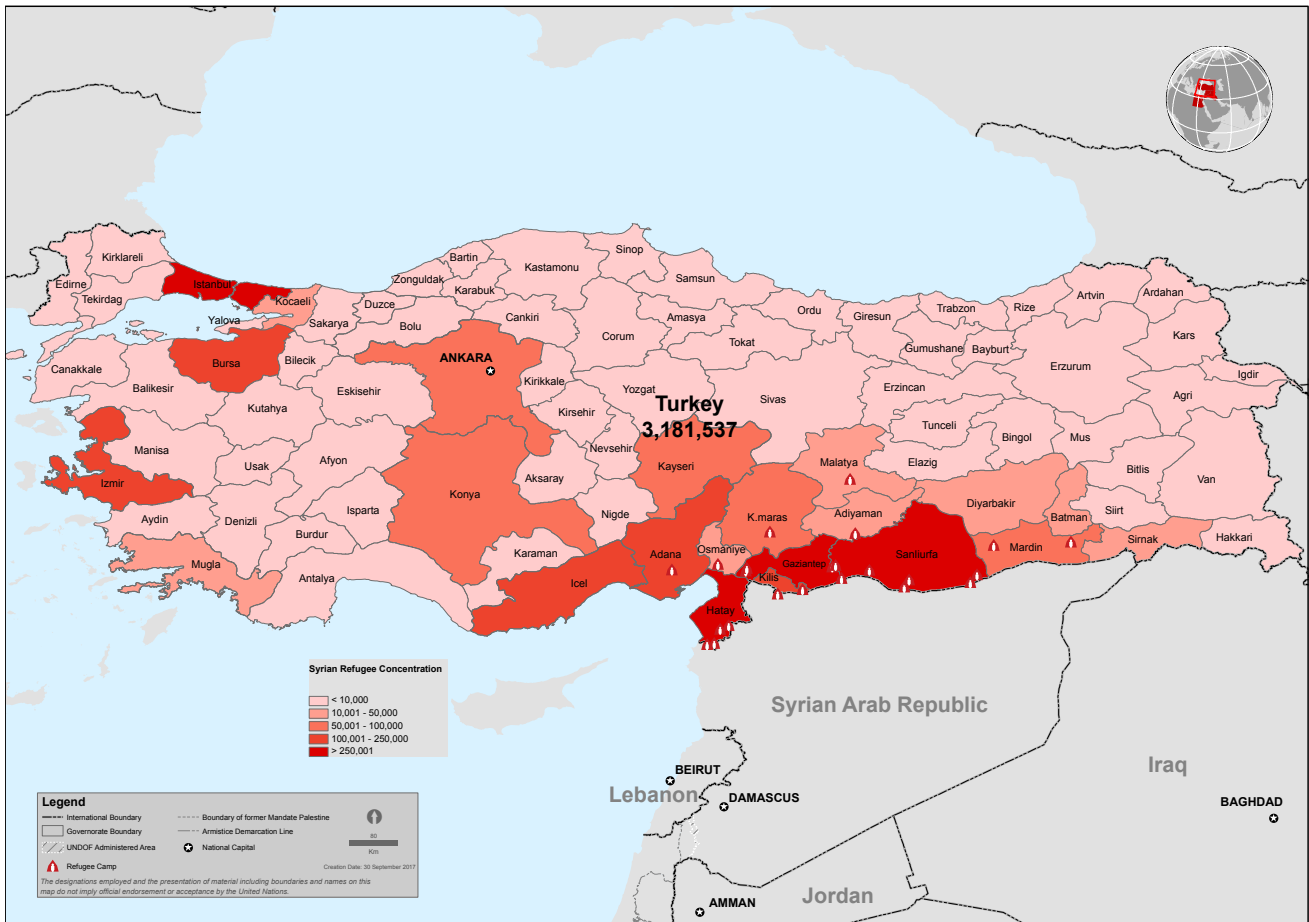 Kirklareli
Edirne
Tekirdag
Istanbul
Kocaeli
Yalova
Sakarya
Duzce
Zonguldak
Bartin
Karabuk
Kastamonu
Sinop
Samsun
Cankiri
Bolu
Corum
Amasya
Ordu
Giresun
Trabzon
Rize
Artvin
Ardahan
Kars
Tokat
Gumushane
Bayburt
Erzurum
Igdir
Agri
Canakkale
Balikesir
Bursa
Bilecik
Eskisehir
ANKARA
Kirikkale
Yozgat
Sivas
Erzincan
Kutahya
Kirsehir
Turkey
3,181,537
Tunceli
Bingol
Mus
Manisa
Usak
Afyon
Nevsehir
Kayseri
Malatya
Elazig
Bitlis
Van
Izmir
Aksaray
Konya
Aydin
Denizli
Isparta
Burdur
Nigde
K.maras
Adiyaman
Diyarbakir
Batman
Siirt
Sirnak
Hakkari
Mugla
Antalya
Karaman
Icel
Adana
Osmaniye
Gaziantep
Kilis
Sanliurfa
Mardin
Hatay
Syrian Refugee Concentration
< 10,000
10,001 - 50,000
50,001 - 100,000
100,001 - 250,000
> 250,001
Syrian Arab Republic
Iraq
BEIRUT
Lebanon
DAMASCUS
BAGHDAD
AMMAN
Jordan
Legend
International Boundary
Governorate Boundary
UNDOF Administered Area
Refugee Camp
Boundary of former Mandate Palestine
Armistice Demarcation Line
National Capital
80
Km
Creation Date: 30 September 2017
The designations employed and the presentation of material including boundaries and names on this
map do not imply official endorsement or acceptance by the United Nations.